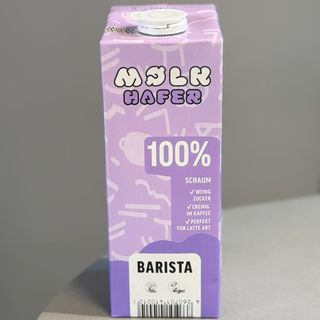 MØLK
HAFER
100%
SCHAUM
✓ WENIG
ZUCKER
✓ CREMIG
IM KAFFEE
✓ PERFEKT
FÜR LATTE ART
BARISTA